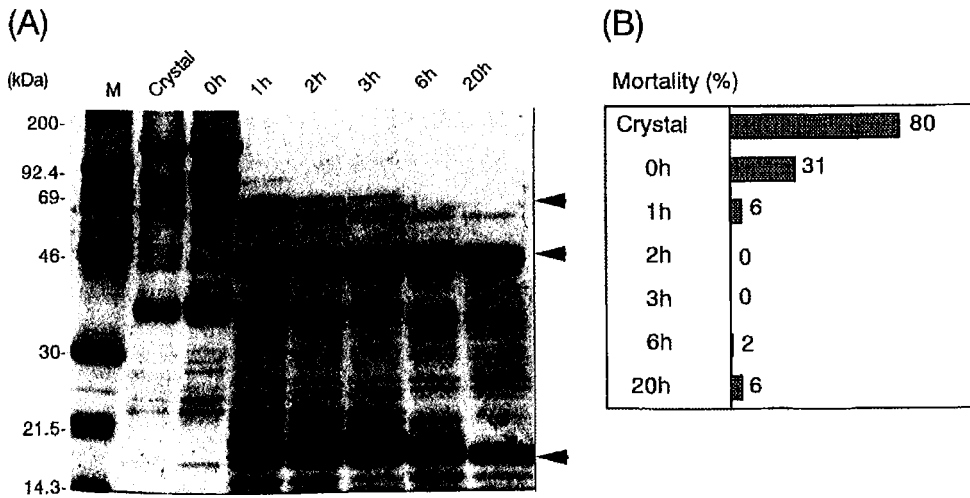 (A)
(kDa)
M Crystal 0h 1h 2h 3h 6h 20h
200-
92.4-
69-
46-
30-
21.5-
14.3-
(B)
Mortality (%)
Crystal 80
0h 31
1h 6
2h 0
3h 0
6h 2
20h 6